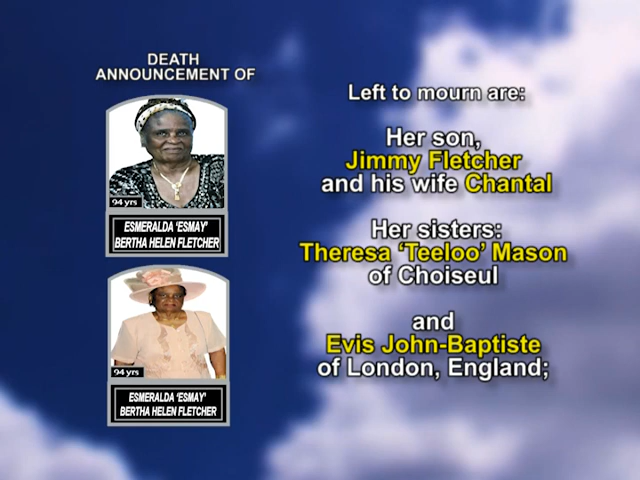 DEATH
ANNOUNCEMENT OF
94 yrs
ESMERALDA 'ESMAY'
BERTHA HELEN FLETCHER
94 yrs
ESMERALDA 'ESMAY'
BERTHA HELEN FLETCHER
Left to mourn are:
Her son,
Jimmy Fletcher
and his wife Chantal
Her sisters:
Theresa ‘Teeloo’ Mason
of Choiseul
and
Evis John-Baptiste
of London, England;